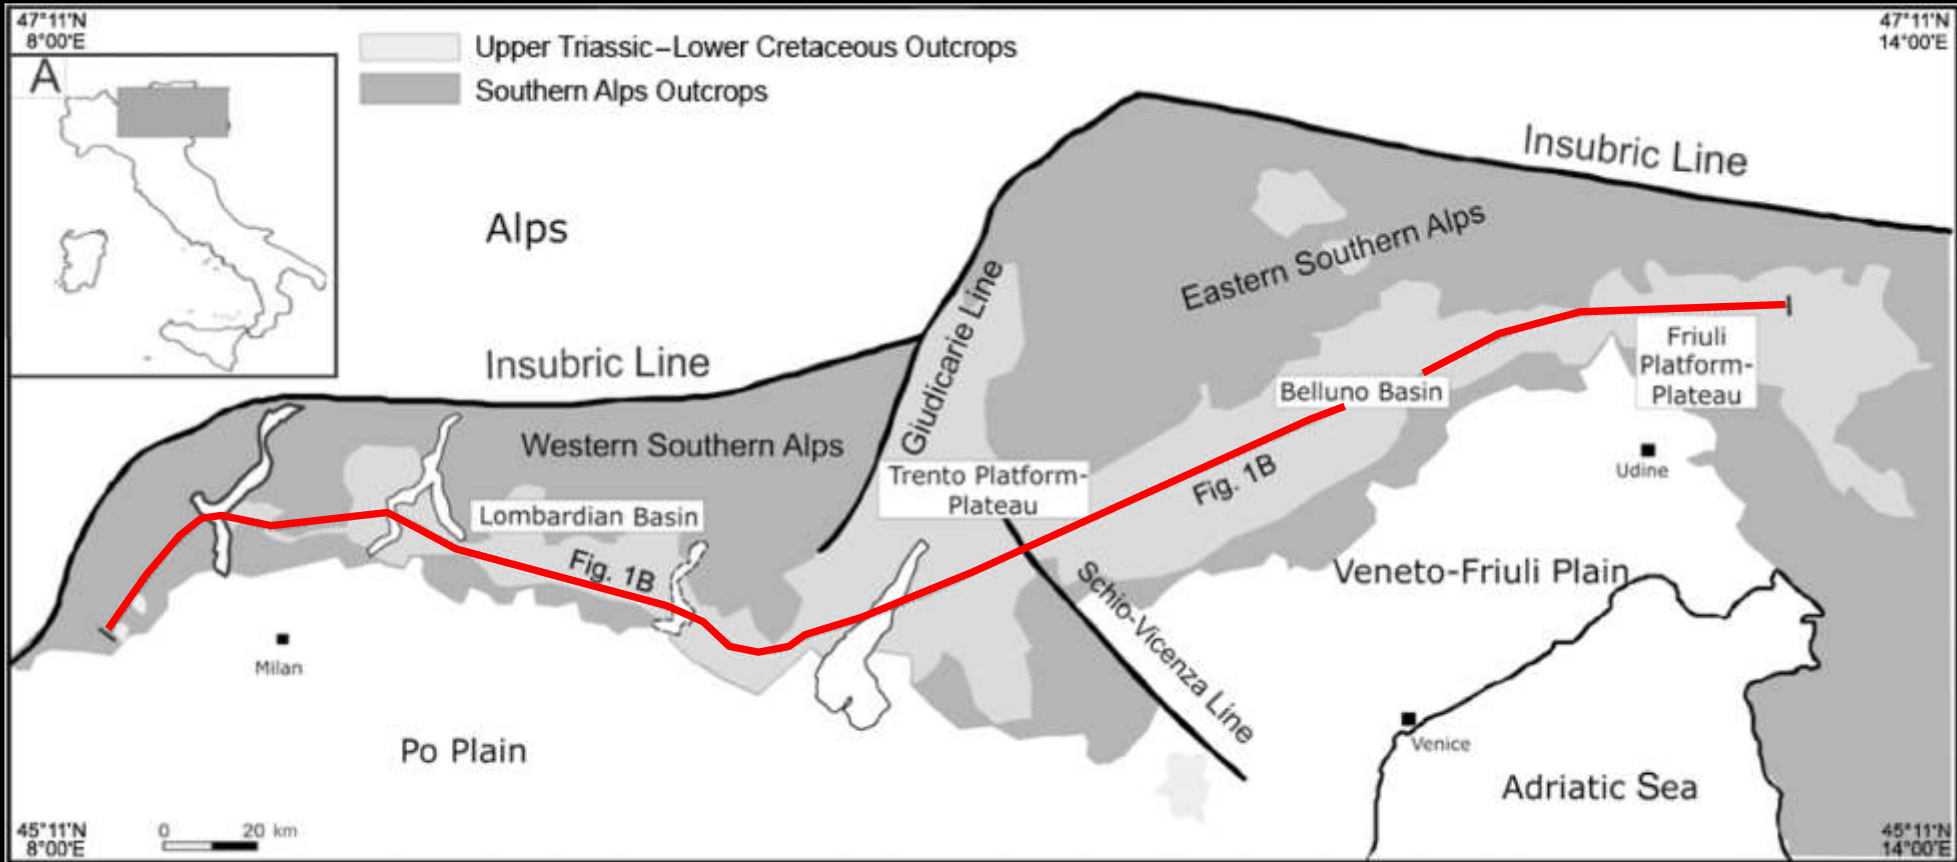 47°11'N
8°00'E
47°11'N
14°00'E
A
Upper Triassic–Lower Cretaceous Outcrops
Southern Alps Outcrops
Insubric Line
Alps
Eastern Southern Alps
Giudicarie Line
Insubric Line
Friuli
Platform-
Plateau
Belluno Basin
Western Southern Alps
Trento Platform-
Plateau
Fig. 1B
Udine
Lombardian Basin
Fig. 1B
Veneto-Friuli Plain
Schio-Vicenza Line
Milan
Po Plain
Venice
Adriatic Sea
0 20 km
45°11'N
8°00'E
45°11'N
14°00'E